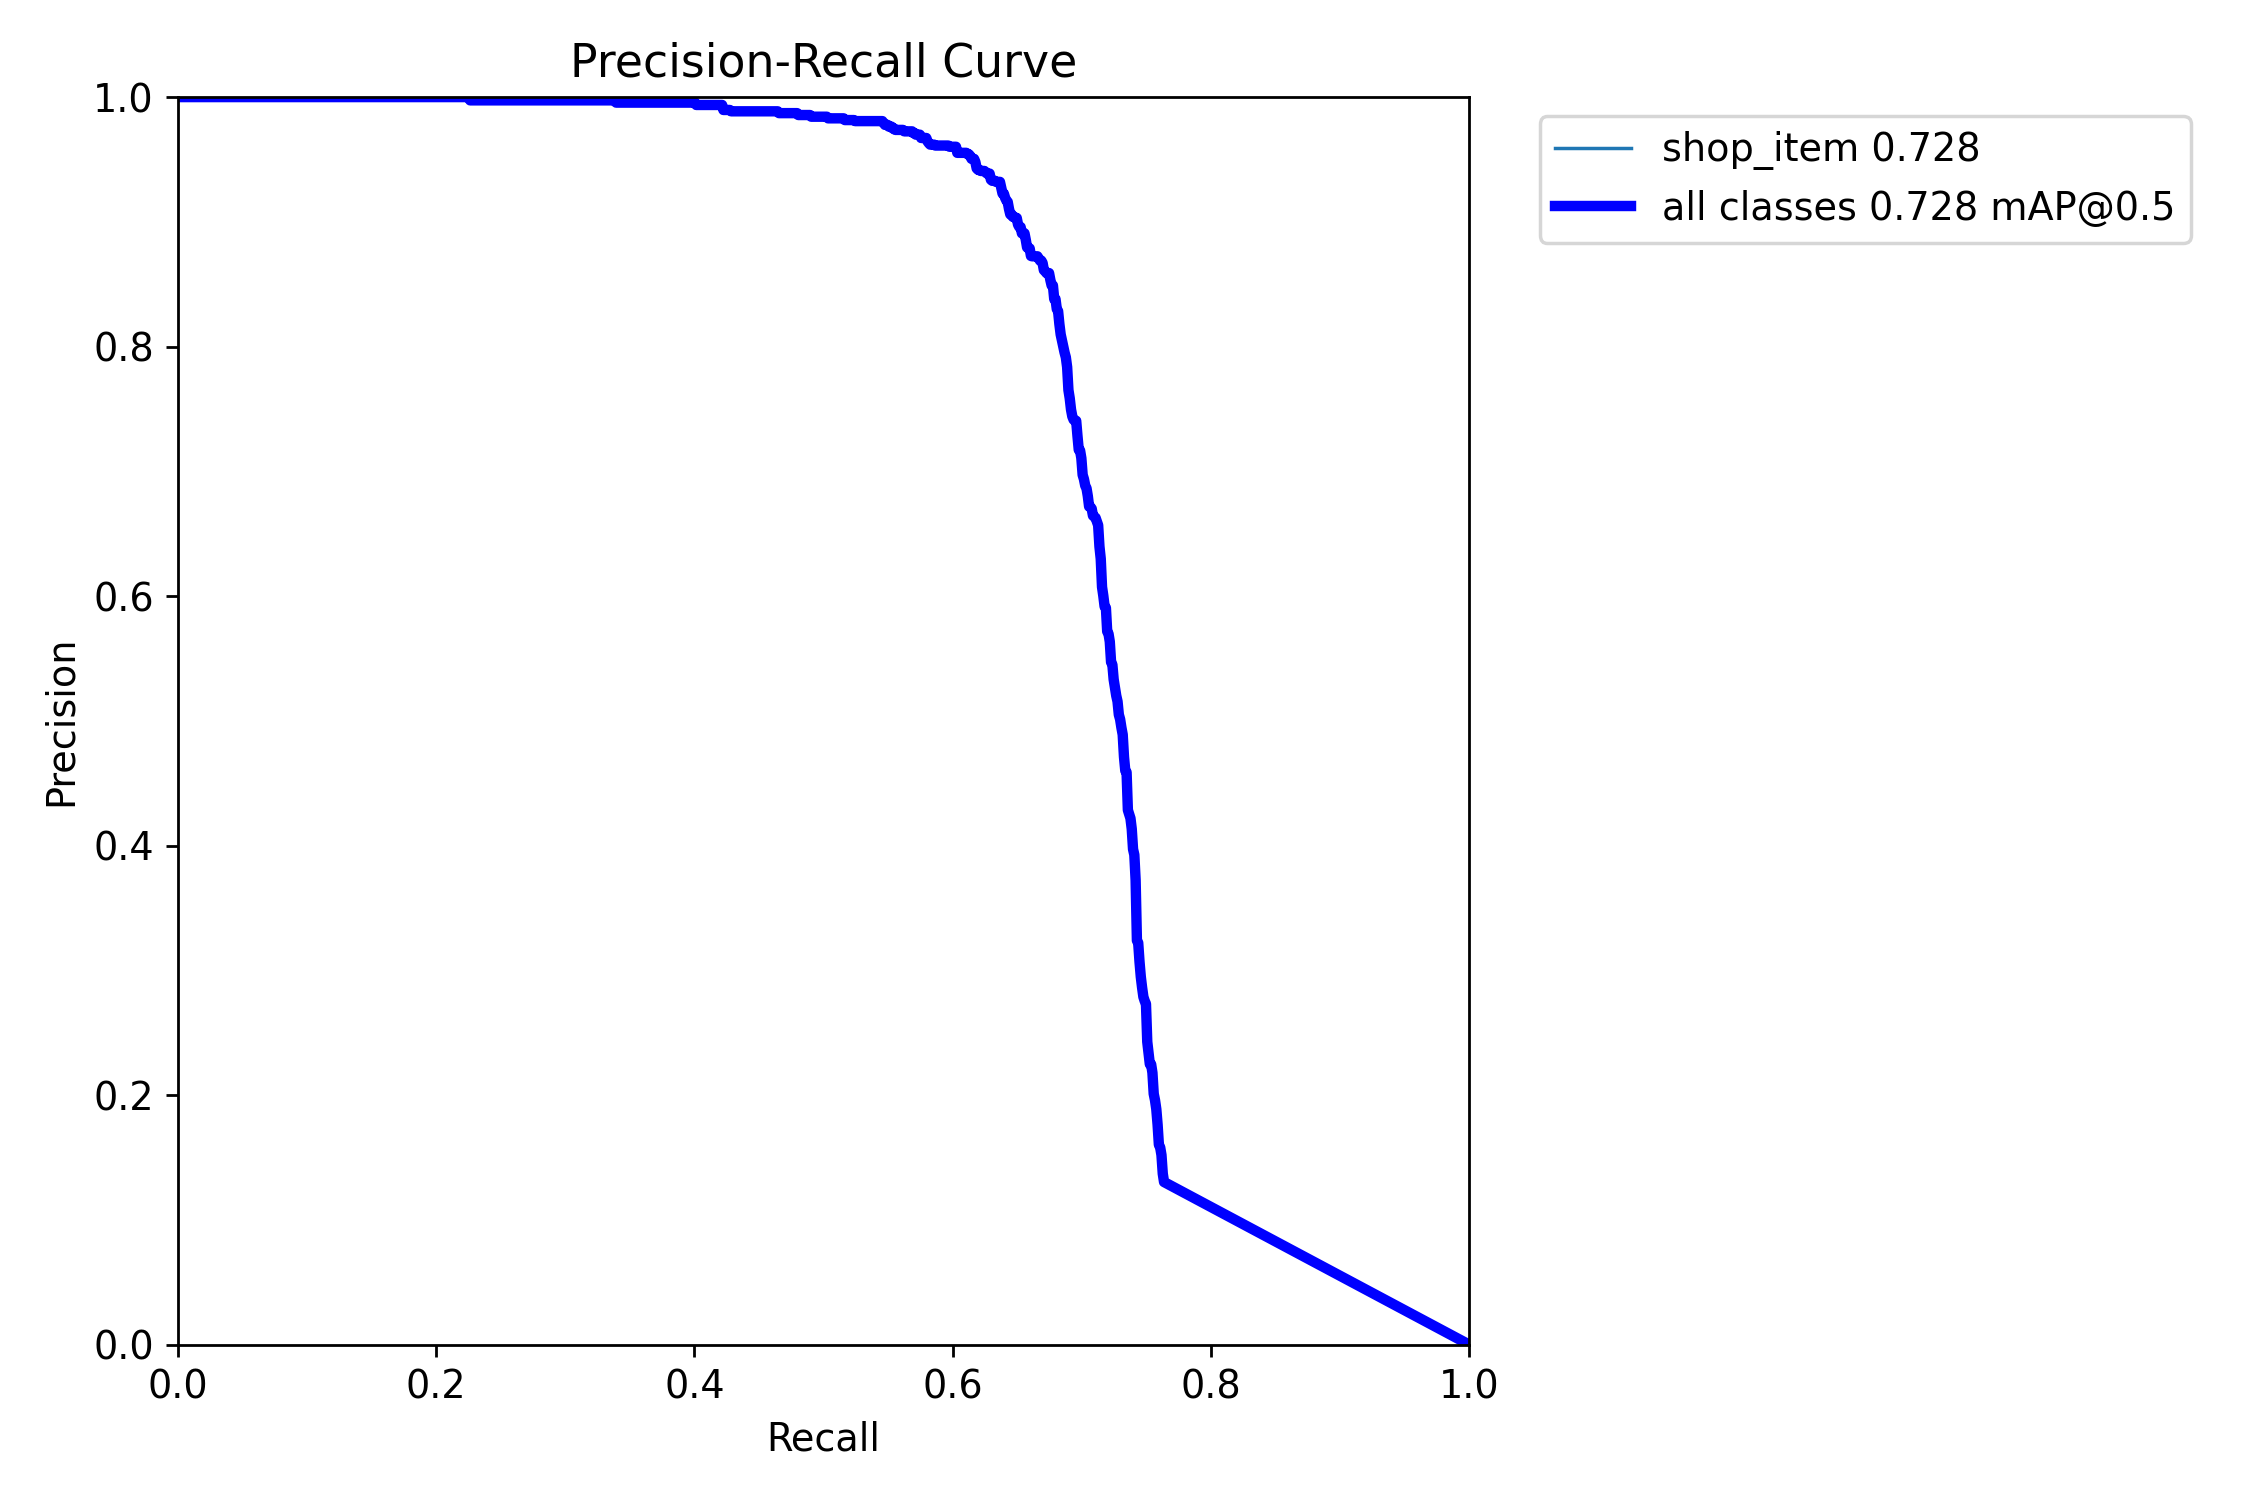 Precision-Recall Curve
1.0
0.8
0.6
0.4
0.2
0.0
Precision
0.0 0.2 0.4 0.6 0.8 1.0
Recall
shop_item 0.728
all classes 0.728 mAP@0.5